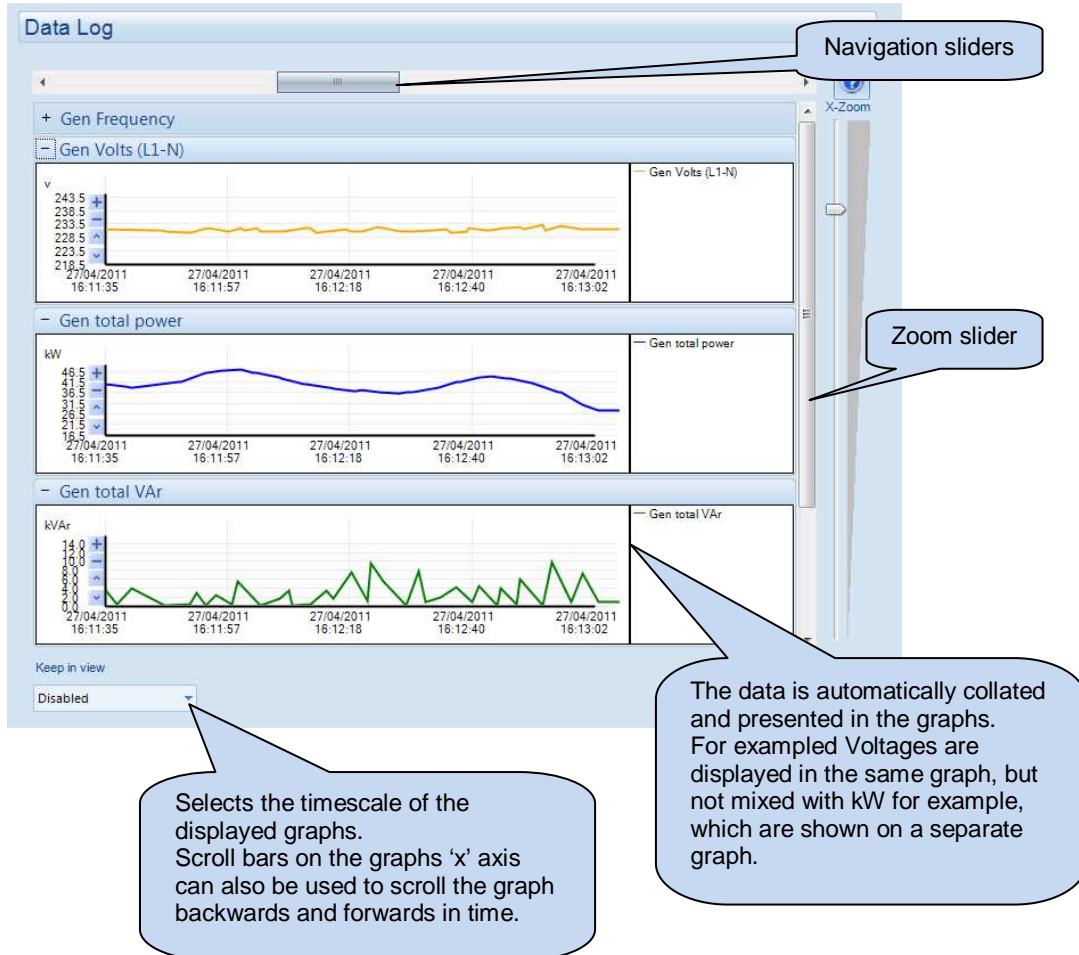 Data Log
Navigation sliders
X-Zoom
+ Gen Frequency
− Gen Volts (L1-N)
v
243.5
238.5
233.5
228.5
223.5
218.5
27/04/2011 27/04/2011 27/04/2011 27/04/2011 27/04/2011
16:11:35 16:11:57 16:12:18 16:12:40 16:13:02
Gen Volts (L1-N)
− Gen total power
kW
46.5
41.5
36.5
31.5
26.5
21.5
16.5
27/04/2011 27/04/2011 27/04/2011 27/04/2011 27/04/2011
16:11:35 16:11:57 16:12:18 16:12:40 16:13:02
Gen total power
Zoom slider
− Gen total VAr
kVAr
14.0
12.0
10.0
8.0
6.0
4.0
2.0
0.0
27/04/2011 27/04/2011 27/04/2011 27/04/2011 27/04/2011
16:11:35 16:11:57 16:12:18 16:12:40 16:13:02
Gen total VAr
Keep in view
Disabled
The data is automatically collated
and presented in the graphs.
For exampled Voltages are
displayed in the same graph, but
not mixed with kW for example,
which are shown on a separate
graph.
Selects the timescale of the
displayed graphs.
Scroll bars on the graphs ‘x’ axis
can also be used to scroll the graph
backwards and forwards in time.